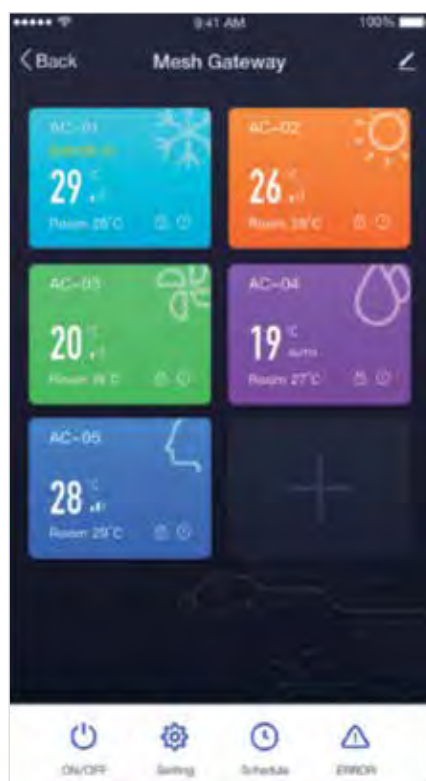 9:41 AM 100%
Back Mesh Gateway
AC-01 AC-02
29 °C 26 °C
Room 28°C
AC-03 AC-04
20 °C 19 °C
AUTO
Room Room 27°C
AC-05
28 °C
Room 29°C
ON/OFF Setting Schedule ERROR